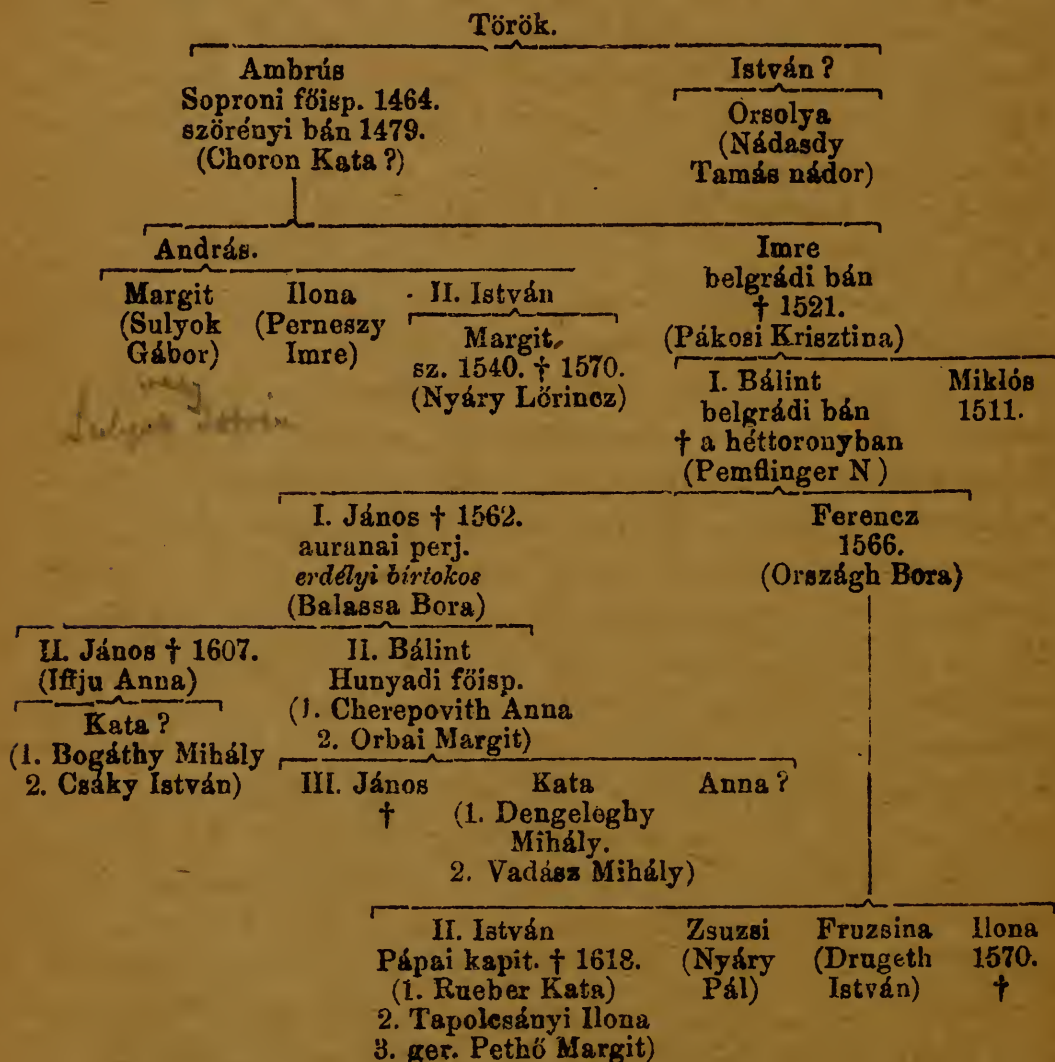 Török.
Ambrús
Soproni főisp. 1464.
szörényi bán 1479.
(Choron Kata ?)
István ?
Orsolya
(Nádasdy
Tamás nádor)
András.
Imre
belgrádi bán
† 1521.
(Pákosi Krisztina)
Margit
(Sulyok
Gábor)
Ilona
(Perneszy
Imre)
II. István
Margit,
sz. 1540. † 1570.
(Nyáry Lőrincz)
I. Bálint
belgrádi bán
† a héttoronyban
(Pemflinger N )
Miklós
1511.
I. János † 1562.
auranai perj.
erdélyi birtokos
(Balassa Bora)
Ferencz
1566.
(Országh Bora)
II. János † 1607.
(Iffju Anna)
II. Bálint
Hunyadi főisp.
(1. Cherepovith Anna
2. Orbai Margit)
Kata ?
(1. Bogáthy Mihály
2. Csáky István)
III. János
†
Kata
(1. Dengeleghy
Mihály.
2. Vadász Mihály)
Anna ?
II. István
Pápai kapit. † 1618.
(1. Rueber Kata)
2. Tapolcsányi Ilona
3. ger. Pethő Margit)
Zsuzsi
(Nyáry
Pál)
Fruzsina
(Drugeth
István)
Ilona
1570.
†